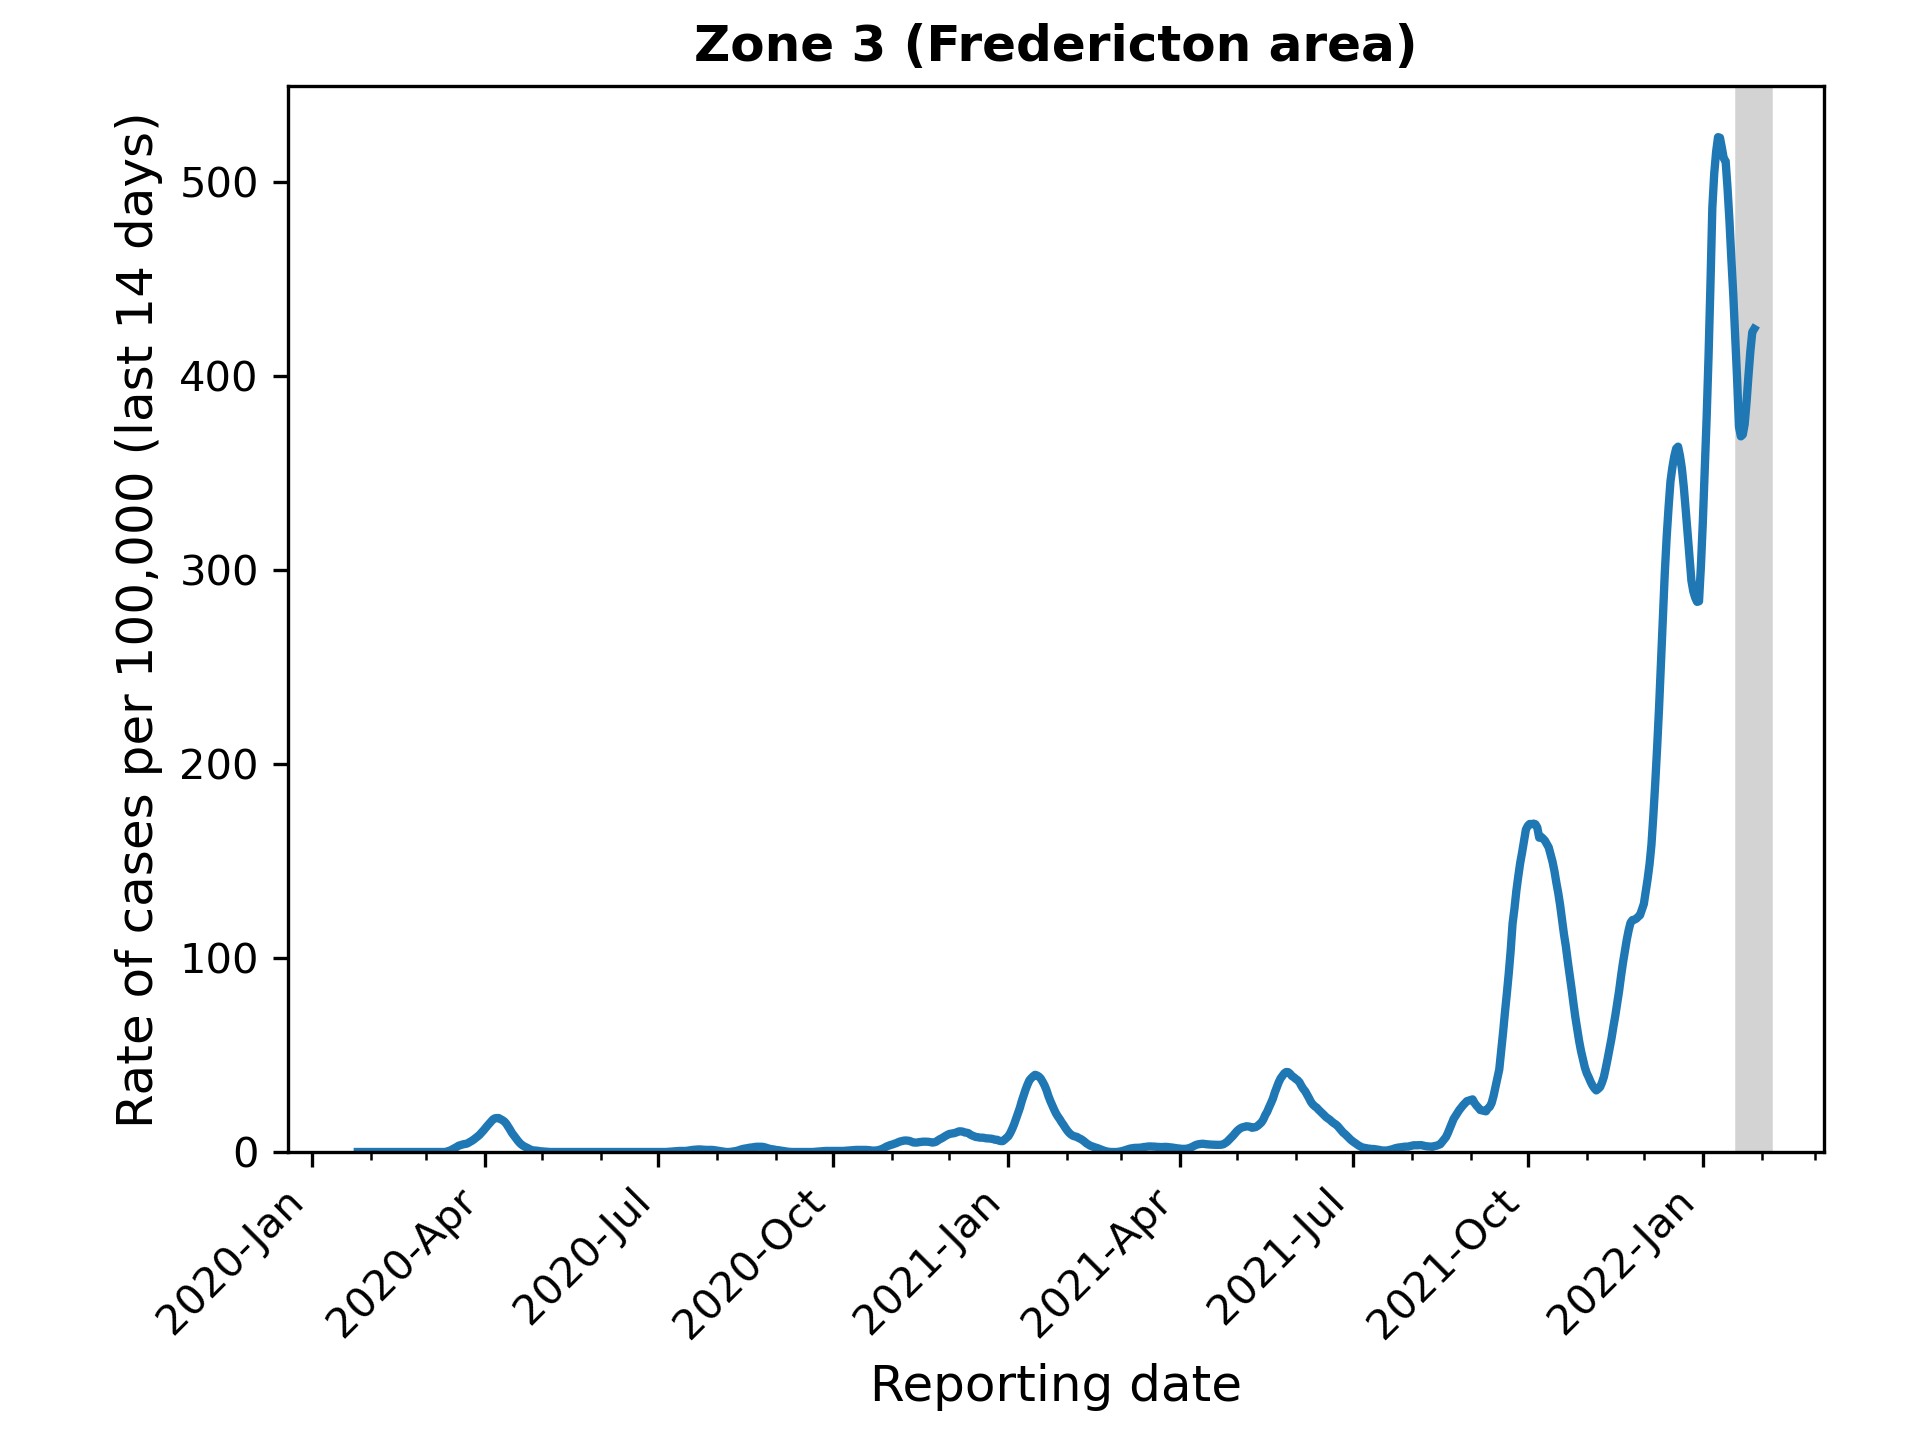 Zone 3 (Fredericton area)
Rate of cases per 100,000 (last 14 days)
500
400
300
200
100
0
2020-Jan
2020-Apr
2020-Jul
2020-Oct
2021-Jan
2021-Apr
2021-Jul
2021-Oct
2022-Jan
Reporting date